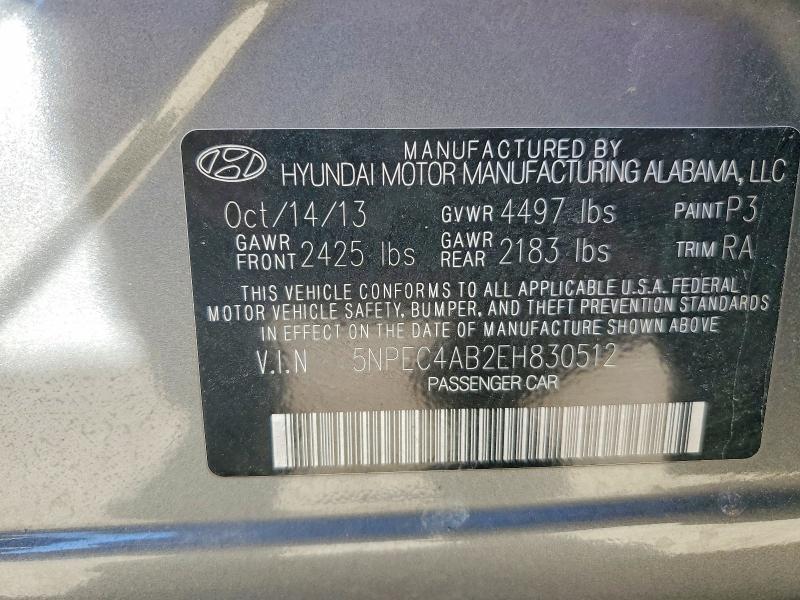 MANUFACTURED BY
HYUNDAI MOTOR MANUFACTURING ALABAMA, LLC
Oct/14/13 GVWR 4497 lbs PAINT P3
GAWR FRONT 2425 lbs GAWR REAR 2183 lbs TRIM RA
THIS VEHICLE CONFORMS TO ALL APPLICABLE U.S.A. FEDERAL
MOTOR VEHICLE SAFETY, BUMPER, AND THEFT PREVENTION STANDARDS
IN EFFECT ON THE DATE OF MANUFACTURE SHOWN ABOVE
V.I.N 5NPEC4AB2EH830512
PASSENGER CAR